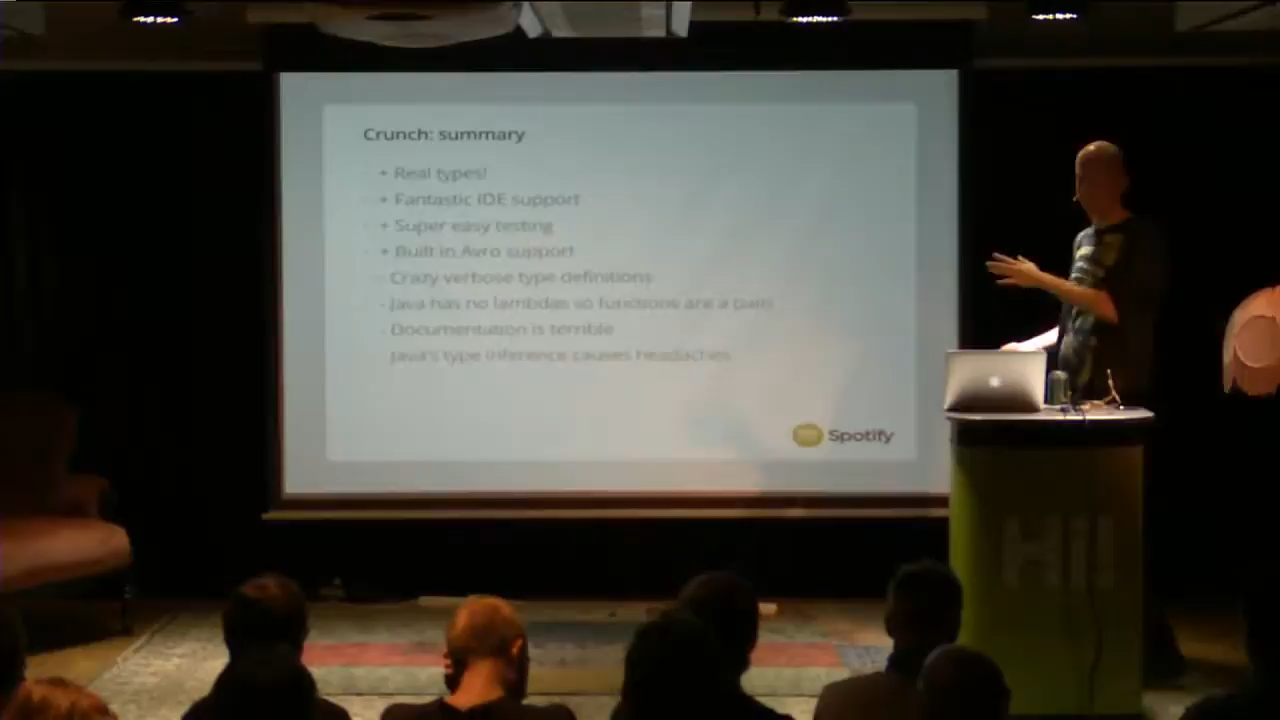 Crunch: summary
+ Real types!
+ Fantastic IDE support
+ Super easy testing
+ Built in Avro support
- Crazy verbose type definitions
- Java has no lambdas so functions are a pain
- Documentation is terrible
- Java's type inference causes headaches
Spotify
Hi!